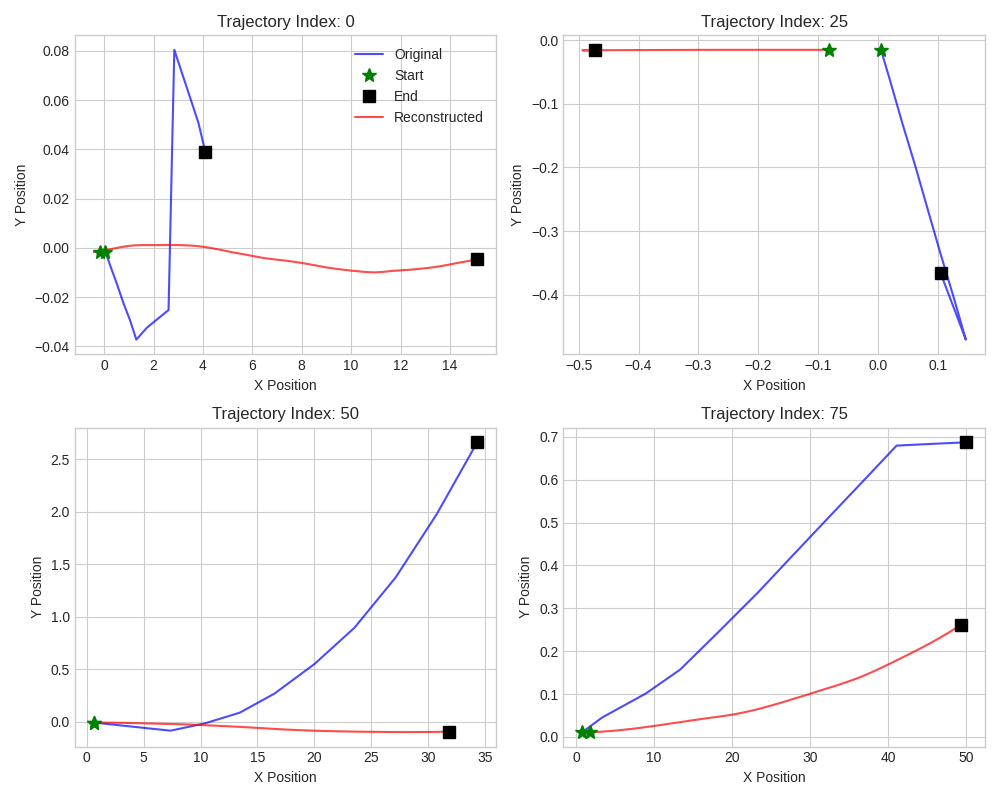 Trajectory Index: 0
0.08
0.06
0.04
0.02
0.00
−0.02
−0.04
Y Position
Original
Start
End
Reconstructed
0 2 4 6 8 10 12 14
X Position
Trajectory Index: 25
0.0
−0.1
−0.2
−0.3
−0.4
Y Position
−0.5 −0.4 −0.3 −0.2 −0.1 0.0 0.1
X Position
Trajectory Index: 50
2.5
2.0
1.5
1.0
0.5
0.0
Y Position
0 5 10 15 20 25 30 35
X Position
Trajectory Index: 75
0.7
0.6
0.5
0.4
0.3
0.2
0.1
0.0
Y Position
0 10 20 30 40 50
X Position